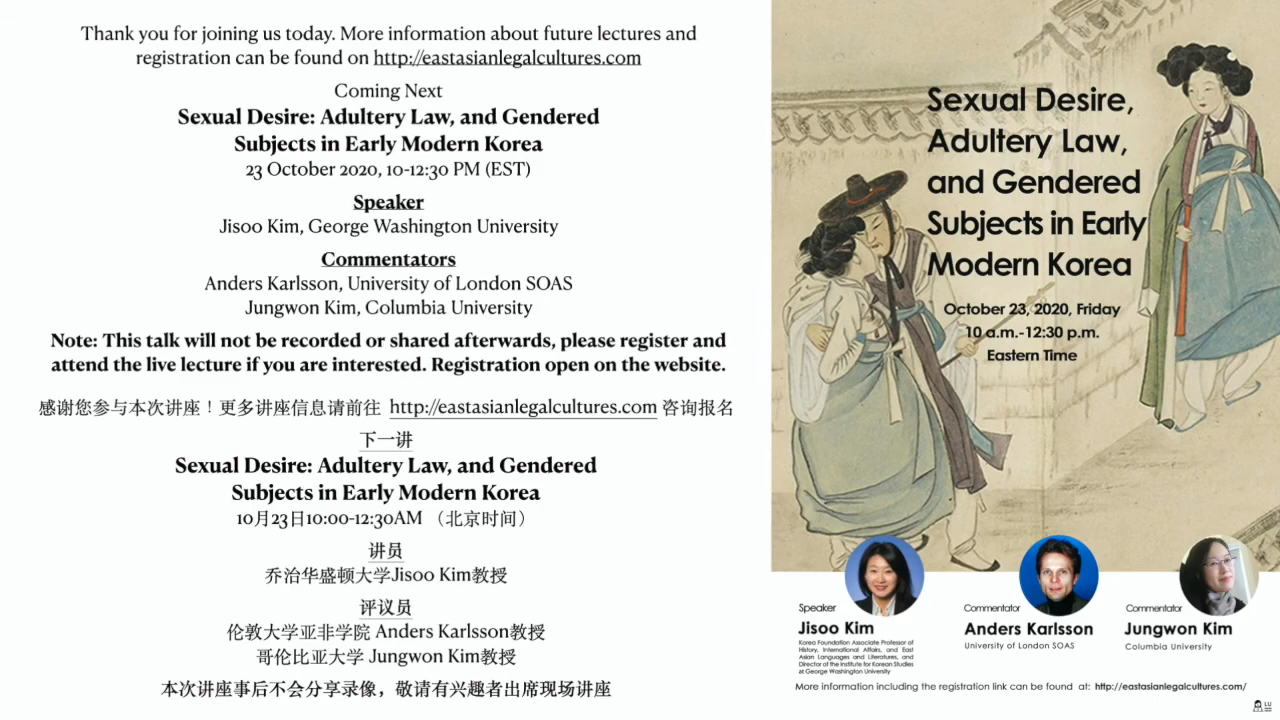 Thank you for joining us today. More information about future lectures and
registration can be found on http://eastasianlegalcultures.com
Coming Next
Sexual Desire: Adultery Law, and Gendered
Subjects in Early Modern Korea
23 October 2020, 10-12:30 PM (EST)
Speaker
Jisoo Kim, George Washington University
Commentators
Anders Karlsson, University of London SOAS
Jungwon Kim, Columbia University
Note: This talk will not be recorded or shared afterwards, please register and
attend the live lecture if you are interested. Registration open on the website.
感谢您参与本次讲座！更多讲座信息请前往 http://eastasianlegalcultures.com 咨询报名
下一讲
Sexual Desire: Adultery Law, and Gendered
Subjects in Early Modern Korea
10月23日10:00-12:30AM （北京时间）
讲员
乔治华盛顿大学Jisoo Kim教授
评议员
伦敦大学亚非学院 Anders Karlsson教授
哥伦比亚大学 Jungwon Kim教授
本次讲座事后不会分享录像，敬请有兴趣者出席现场讲座
Sexual Desire,
Adultery Law,
and Gendered
Subjects in Early
Modern Korea
October 23, 2020, Friday
10 a.m.-12:30 p.m.
Eastern Time
Speaker
Jisoo Kim
Korea Foundation Associate Professor of
History, International Affairs, and East
Asian Languages and Literatures, and
Director of the Institute for Korean Studies
at George Washington University
Commentator
Anders Karlsson
University of London SOAS
Commentator
Jungwon Kim
Columbia University
More information including the registration link can be found at: http://eastasianlegalcultures.com/